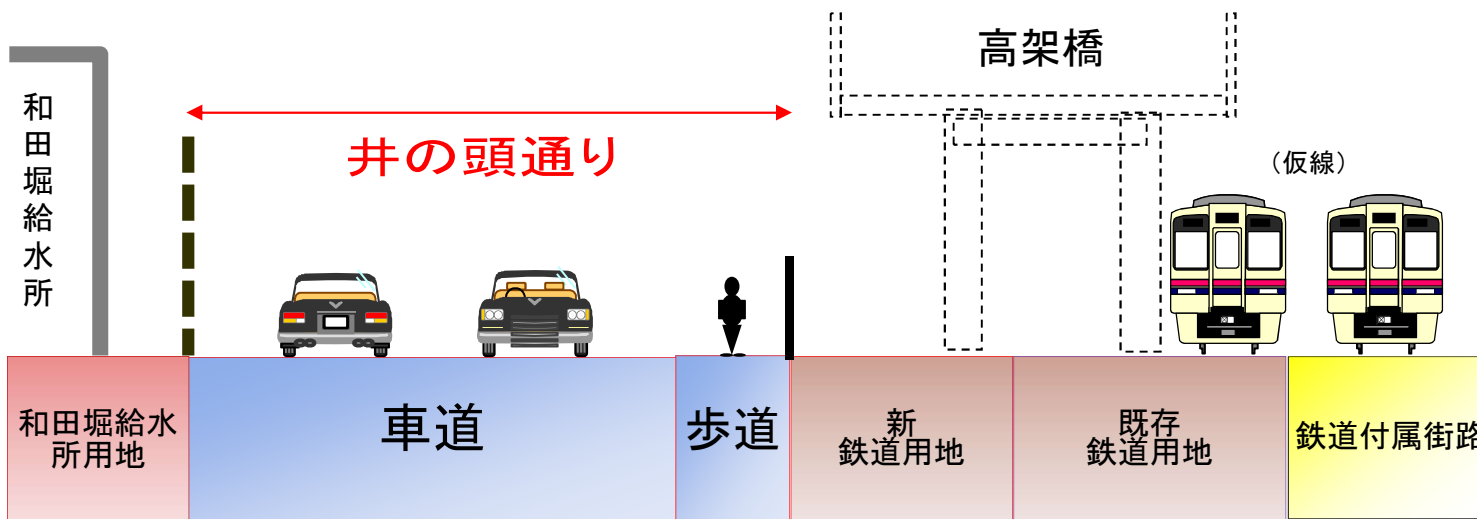 高架橋
和田堀給水所
井の頭通り
（仮線）
和田堀給水
所用地
車道
歩道
新
鉄道用地
既存
鉄道用地
鉄道付属街路